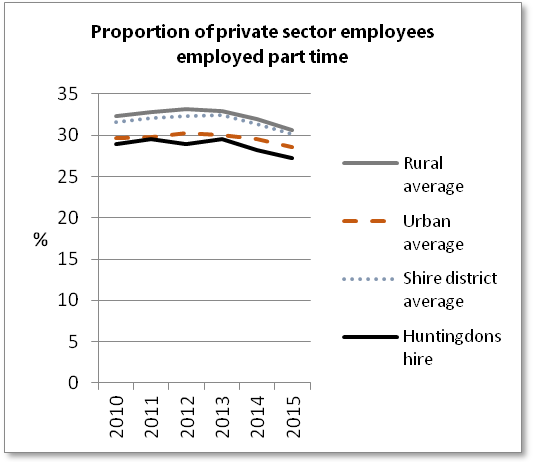 Proportion of private sector employees
employed part time
35
30
25
20
15
10
5
0
%
2010
2011
2012
2013
2014
2015
Rural
average
Urban
average
Shire district
average
Huntingdons
hire